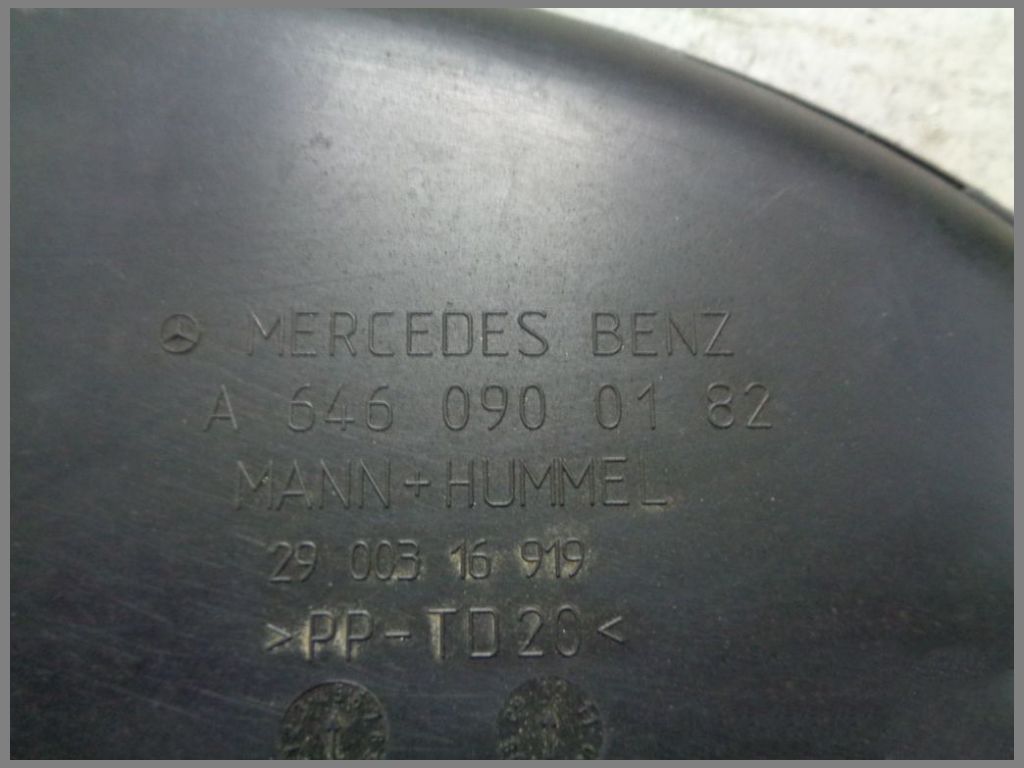 MERCEDES BENZ
A 646 090 01 82
MANN+HUMMEL
29 003 16 919
>PP-TD20<